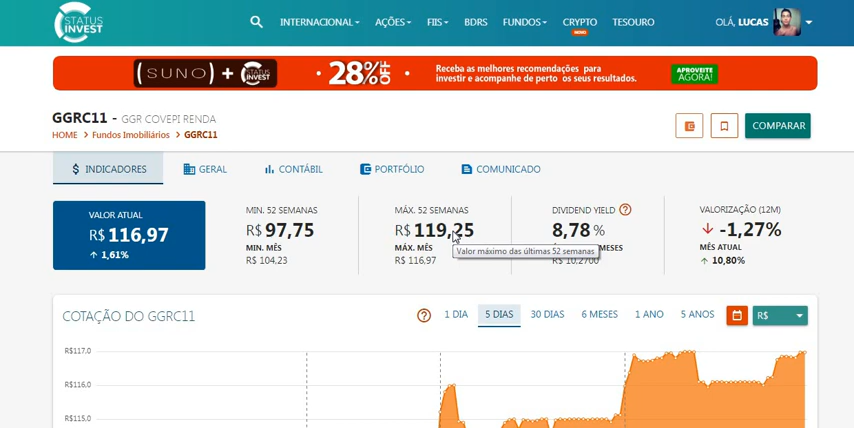 STATUS
INVEST
INTERNACIONAL
AÇÕES
FIIS
BDRS
FUNDOS
CRYPTO
NEWS
TESOURO
OLÁ, LUCAS
(SUNO) + STATUS INVEST
28% OFF
Receba as melhores recomendações para
investir e acompanhe de perto os seus resultados.
APROVEITE
AGORA!
GGRC11 - GGR COVEPI RENDA
HOME > Fundos Imobiliários > GGRC11
COMPARAR
INDICADORES
GERAL
CONTÁBIL
PORTFÓLIO
COMUNICADO
VALOR ATUAL
R$ 116,97
1,61%
MIN. 52 SEMANAS
R$ 97,75
MIN. MÊS
R$ 104,23
MÁX. 52 SEMANAS
R$ 119,25
MÁX. MÊS
R$ 116,97
Valor máximo das últimas 52 semanas
DIVIDEND YIELD
8,78 %
MESES
R$ 10,2700
VALORIZAÇÃO (12M)
-1,27%
MÊS ATUAL
10,80%
COTAÇÃO DO GGRC11
1 DIA
5 DIAS
30 DIAS
6 MESES
1 ANO
5 ANOS
R$
R$117.0
R$116.0
R$115.0